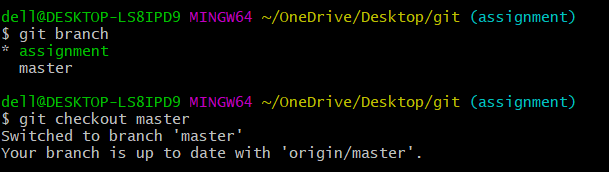 dell@DESKTOP-LS8IPD9 MINGW64 ~/OneDrive/Desktop/git (assignment)
$ git branch
* assignment
  master
dell@DESKTOP-LS8IPD9 MINGW64 ~/OneDrive/Desktop/git (assignment)
$ git checkout master
Switched to branch 'master'
Your branch is up to date with 'origin/master'.